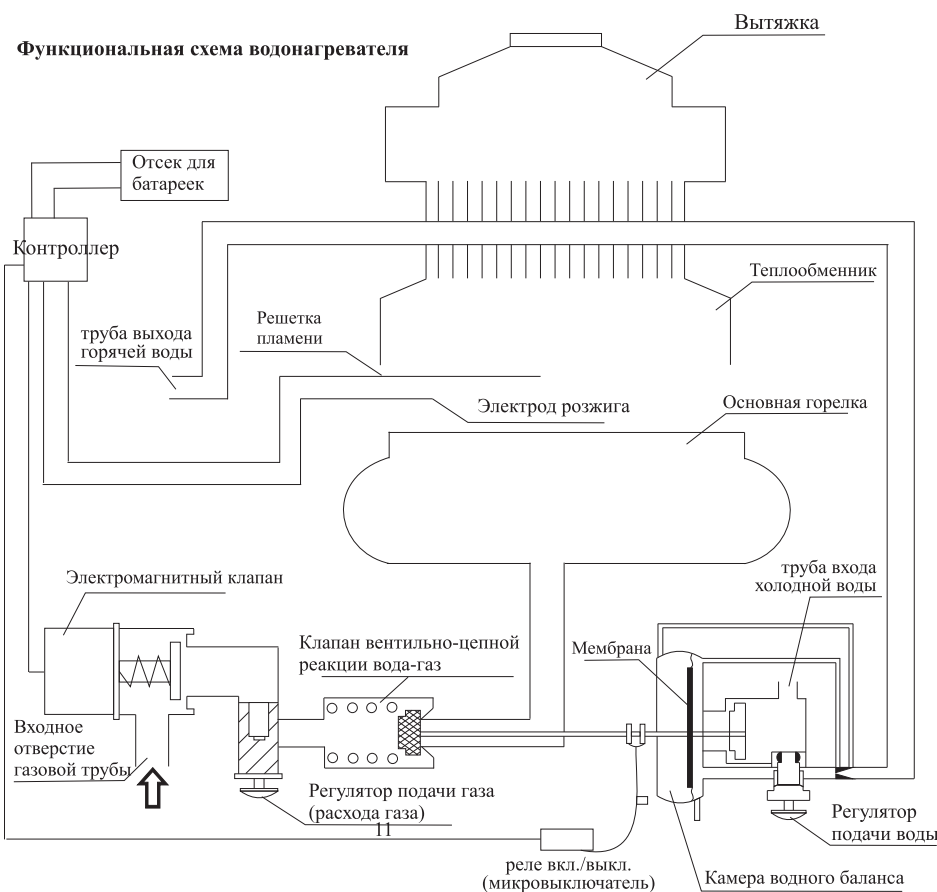 Вытяжка
Функциональная схема водонагревателя
Отсек для
батареек
Контроллер
Теплообменник
труба выхода
горячей воды
Решетка
пламени
Электрод розжига
Основная горелка
Электромагнитный клапан
труба входа
холодной воды
Клапан вентильно-цепной
реакции вода-газ
Мембрана
Входное
отверстие
газовой трубы
Регулятор подачи газа
(расхода газа)
11
Регулятор
подачи воды
реле вкл./выкл.
(микровыключатель)
Камера водного баланса